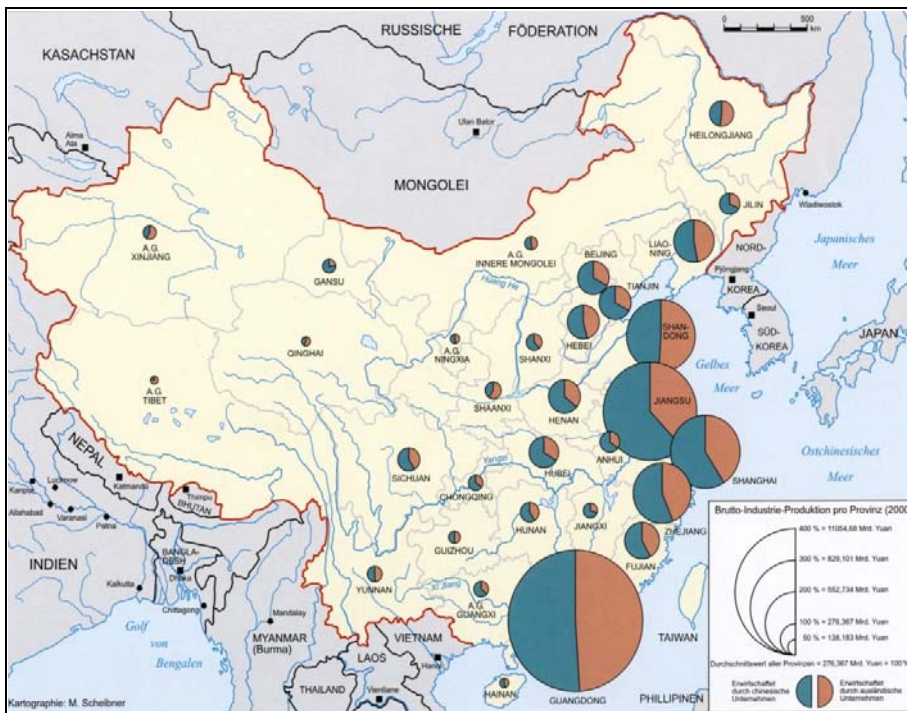 RUSSISCHE FÖDERATION
KASACHSTAN
0 500
km
Alma
Ata
Ulan Bator
MONGOLEI
HEILONGJIANG
JILIN
Wladiwostok
LIAO-
NING
NORD-
Pjöngjang
KOREA
Seoul
SÜD-
KOREA
Japanisches
Meer
JAPAN
A.G.
XINJIANG
GANSU
A.G.
INNERE MONGOLEI
BEIJING
TIANJIN
Huang He
HEBEI
SHAN-
DONG
Gelbes
Meer
QINGHAI
A.G.
NINGXIA
SHANXI
A.G.
TIBET
SHAANXI
HENAN
JIANGSU
ANHUI
SHANGHAI
Ostchinesisches
Meer
NEPAL
Katmandu
Lucknow
Kanpur
Allahabad
Varanasi
Patna
Thimpu
BHUTAN
SICHUAN
Yangzi
CHONGQING
HUBEI
ZHEJIANG
HUNAN
JIANGXI
FUJIAN
INDIEN
BANGLA-
DESH
Dhaka
Kalkutta
Chittagong
Mandalay
GUIZHOU
YUNNAN
Xi Jiang
A.G.
GUANGXI
Golf
von
Bengalen
MYANMAR
(Burma)
VIETNAM
Hanoi
LAOS
Vientiane
THAILAND
HAINAN
GUANGDONG
TAIWAN
PHILLIPINEN
Brutto-Industrie-Produktion pro Provinz (2000)
400 % = 11054,68 Mrd. Yuan
300 % = 829,101 Mrd. Yuan
200 % = 552,734 Mrd. Yuan
100 % = 276,367 Mrd. Yuan
50 % = 138,183 Mrd. Yuan
Durchschnittswert aller Provinzen = 276,367 Mrd. Yuan = 100%
Erwirtschaftet
durch chinesische
Unternehmen
Erwirtschaftet
durch ausländische
Unternehmen
Kartographie: M. Scheibner